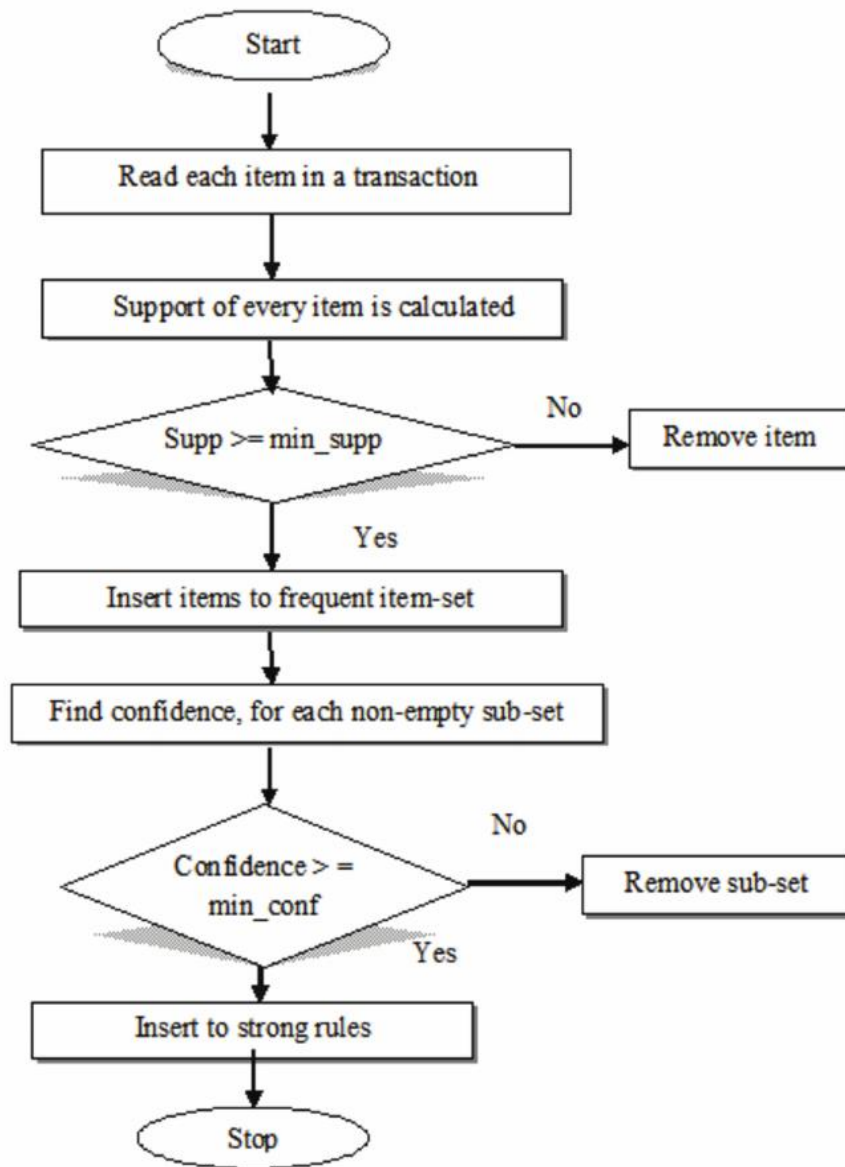 Start
Read each item in a transaction
Support of every item is calculated
Supp >= min_supp
No
Remove item
Yes
Insert items to frequent item-set
Find confidence, for each non-empty sub-set
Confidence > =
min_conf
No
Remove sub-set
Yes
Insert to strong rules
Stop